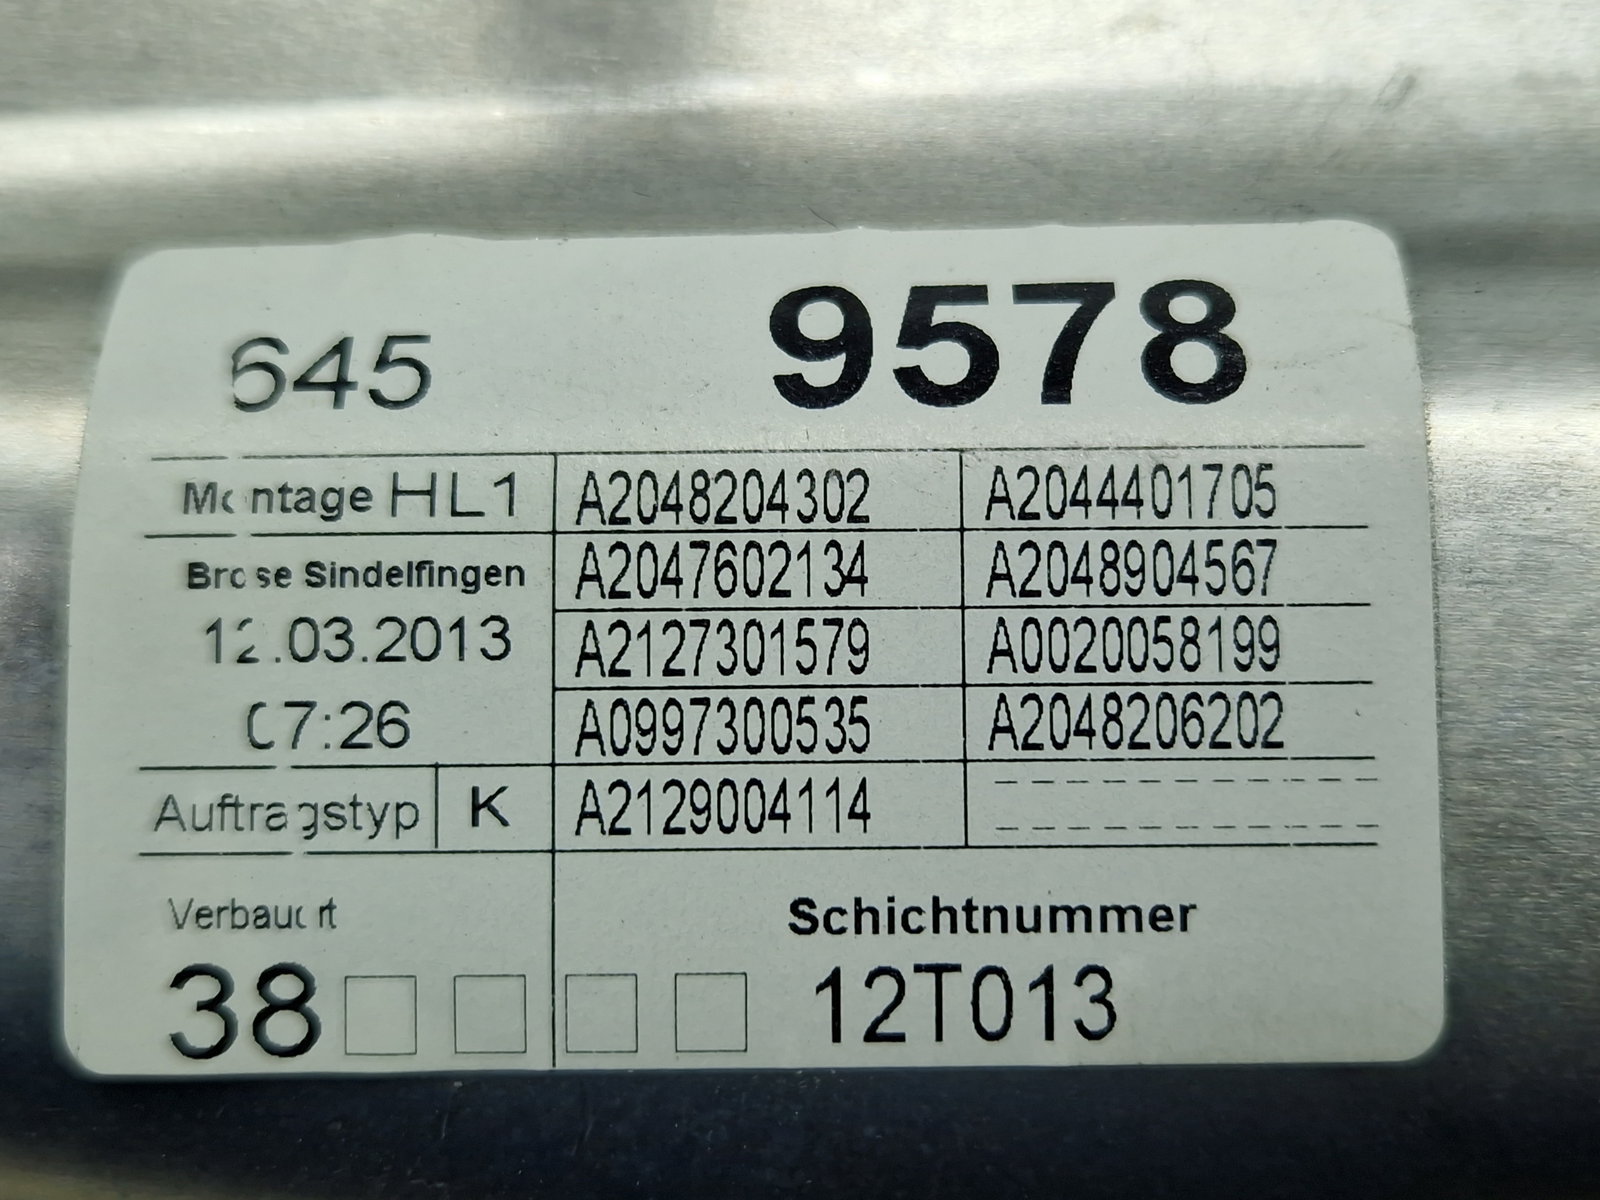 645 9578
Montage HL1 A2048204302 A2044401705
Brose Sindelfingen A2047602134 A2048904567
12.03.2013 A2127301579 A0020058199
07:26 A0997300535 A2048206202
Auftragstyp K A2129004114
Verbauort Schichtnummer
38 12T013